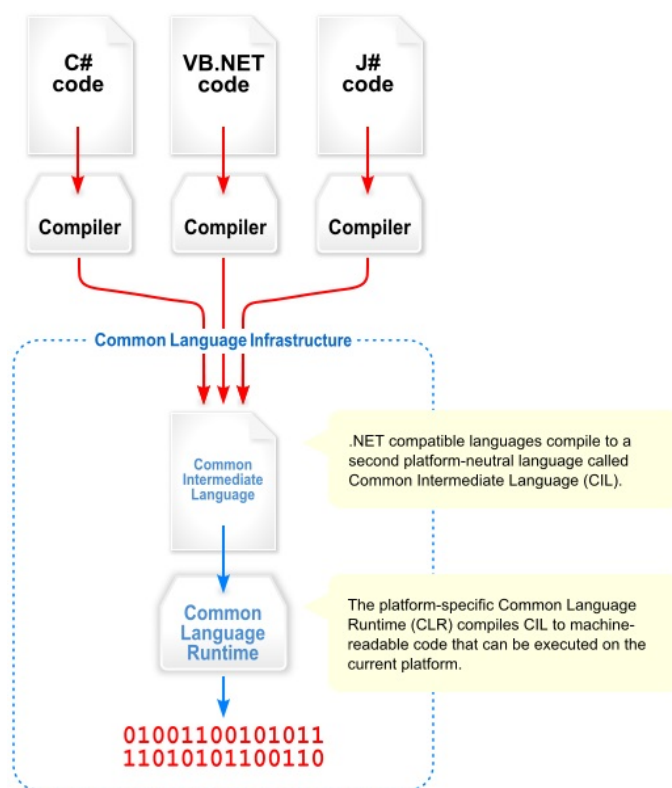 C#
code
VB.NET
code
J#
code
Compiler
Compiler
Compiler
Common Language Infrastructure
Common
Intermediate
Language
.NET compatible languages compile to a
second platform-neutral language called
Common Intermediate Language (CIL).
Common
Language
Runtime
The platform-specific Common Language
Runtime (CLR) compiles CIL to machine-
readable code that can be executed on the
current platform.
01001100101011
11010101100110